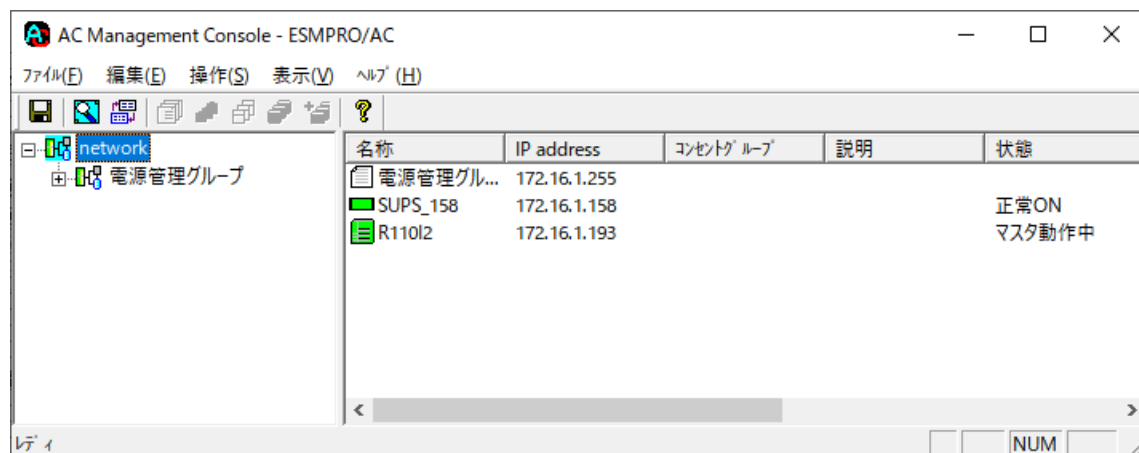 AC Management Console - ESMPRO/AC
ﾌｧｲﾙ(F) 編集(E) 操作(S) 表示(V) ﾍﾙﾌﾟ(H)
network
電源管理グループ
名称 IP address ｺﾝｾﾝﾄｸﾞﾙｰﾌﾟ 説明 状態
電源管理グル... 172.16.1.255
SUPS_158 172.16.1.158 正常ON
R110I2 172.16.1.193 マスタ動作中
ﾚﾃﾞｨ NUM